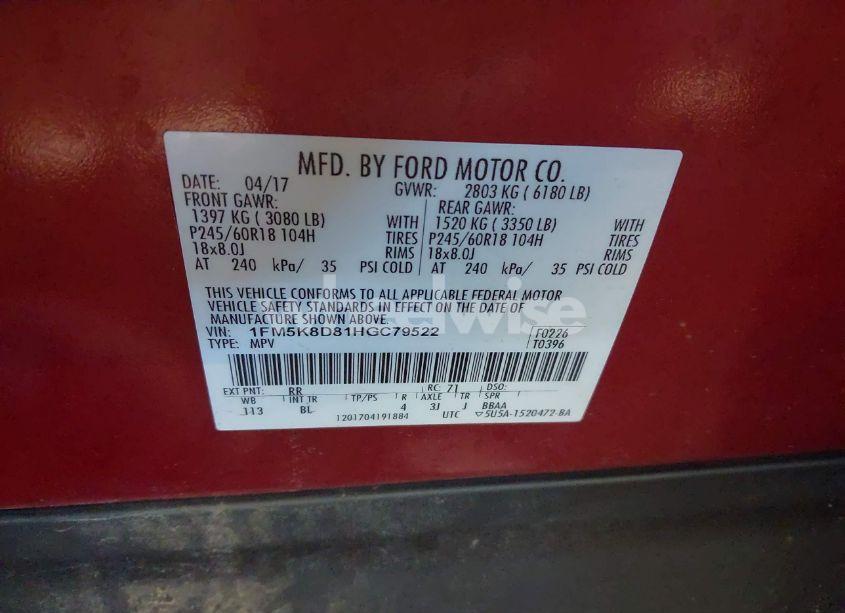 MFD. BY FORD MOTOR CO.
DATE: 04/17 GVWR: 2803 KG ( 6180 LB)
FRONT GAWR: REAR GAWR:
1397 KG ( 3080 LB) WITH 1520 KG ( 3350 LB) WITH
P245/60R18 104H TIRES P245/60R18 104H TIRES
18x8.0J RIMS 18x8.0J RIMS
AT 240 kPa/ 35 PSI COLD AT 240 kPa/ 35 PSI COLD
THIS VEHICLE CONFORMS TO ALL APPLICABLE FEDERAL MOTOR
VEHICLE SAFETY STANDARDS IN EFFECT ON THE DATE OF
MANUFACTURE SHOWN ABOVE.
VIN: 1FM5K8D81HGC79522 F0226
TYPE: MPV T0396
EXT PNT: RR RC: 71 DSO:
WB INT TR TP/PS R AXLE TR SPR
113 BL 4 3J J BBAA
1201704191884 UTC ▽5U5A-1520472-BA
wheelwise